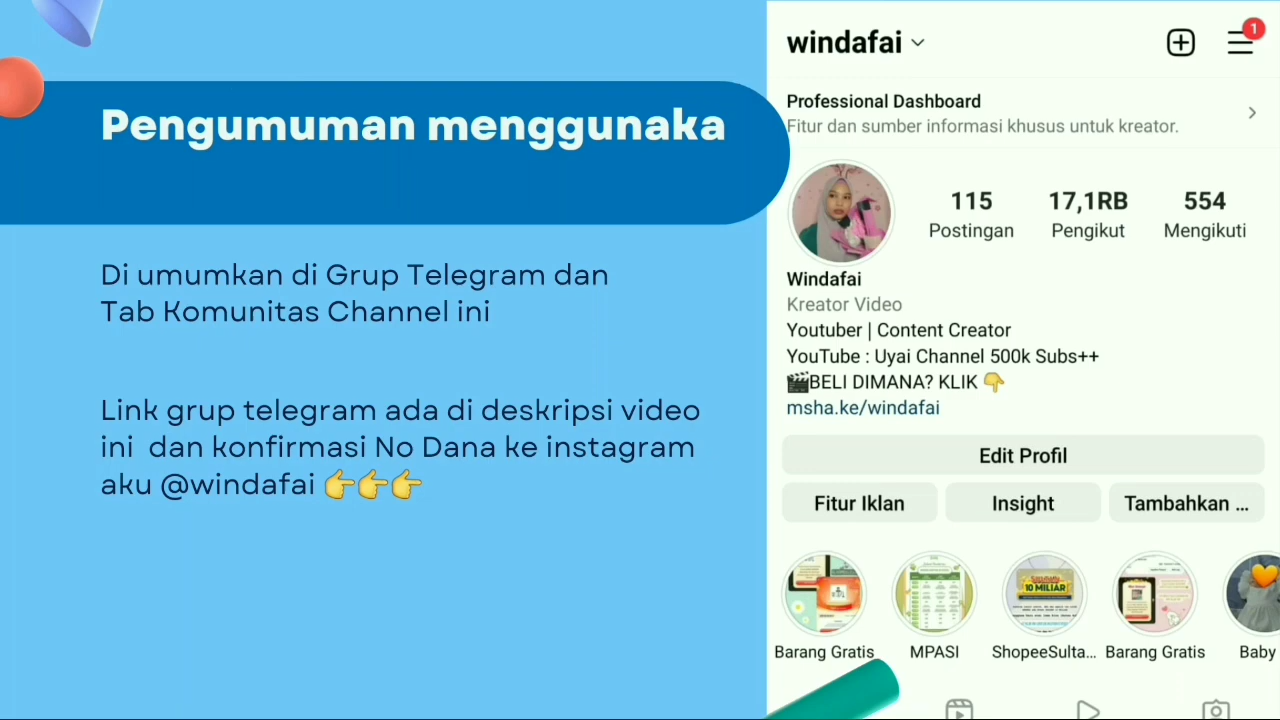 Pengumuman menggunaka
Di umumkan di Grup Telegram dan
Tab Komunitas Channel ini
Link grup telegram ada di deskripsi video
ini dan konfirmasi No Dana ke instagram
aku @windafai 👉👉👉
windafai
1
Professional Dashboard
Fitur dan sumber informasi khusus untuk kreator.
115
Postingan
17,1RB
Pengikut
554
Mengikuti
Windafai
Kreator Video
Youtuber | Content Creator
YouTube : Uyai Channel 500k Subs++
🎬BELI DIMANA? KLIK 👇
msha.ke/windafai
Edit Profil
Fitur Iklan
Insight
Tambahkan ...
10 MILIAR
Barang Gratis
MPASI
ShopeeSulta...
Barang Gratis
Baby